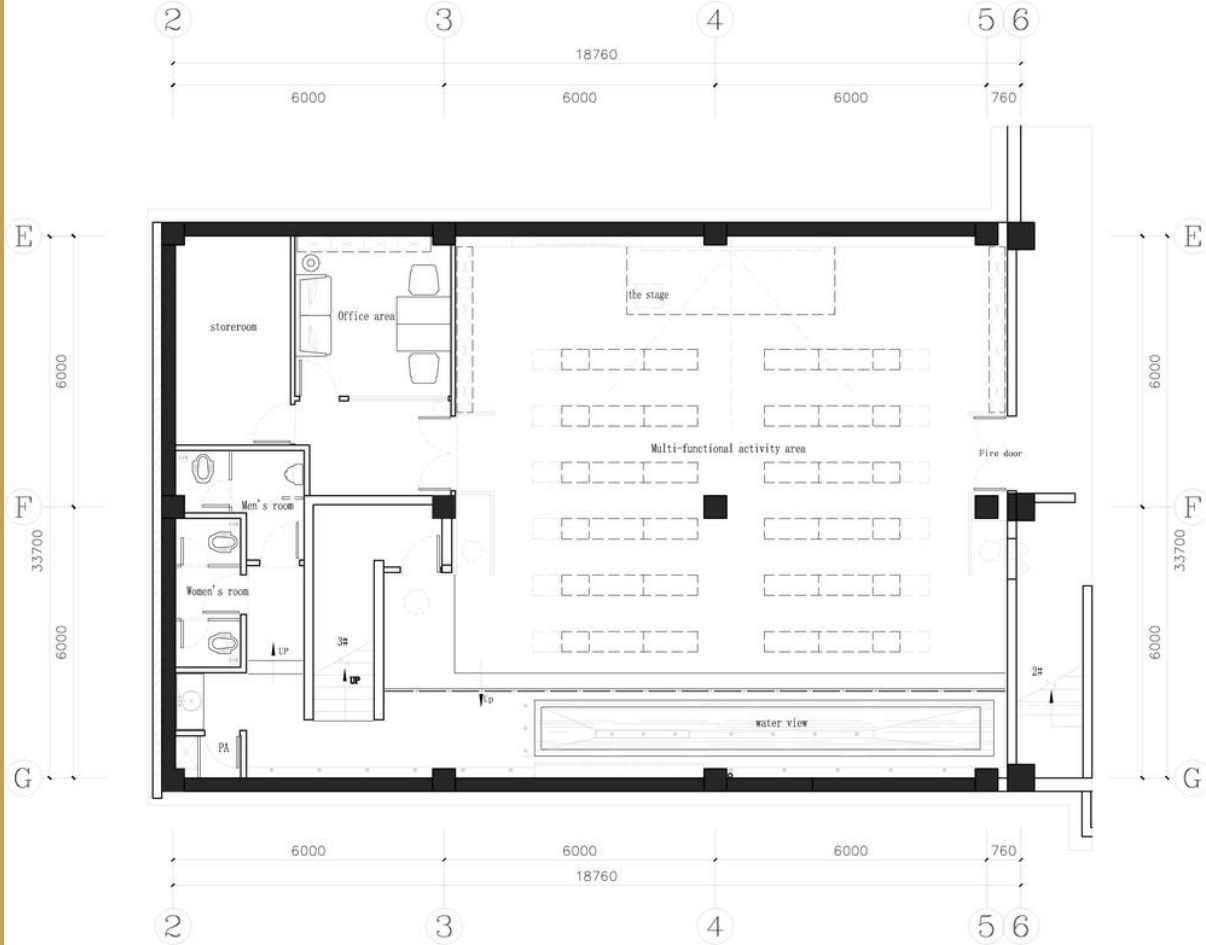 2
3
4
5
6
18760
6000
6000
6000
760
E
E
the stage
Office area
storeroom
6000
6000
Multi-functional activity area
Fire door
Men's room
F
F
33700
33700
Women's room
6000
6000
3#
UP
UP
2#
Up
water view
PA
G
G
6000
6000
6000
760
18760
2
3
4
5
6